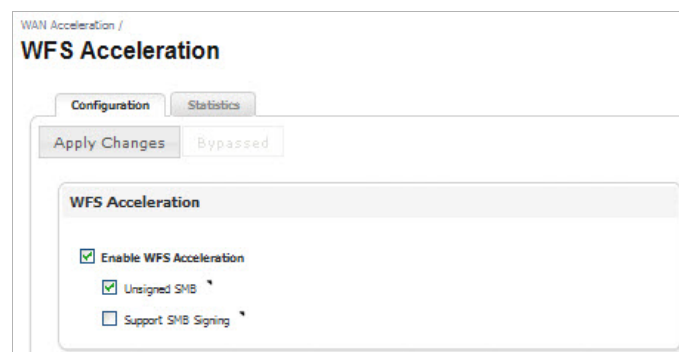 WAN Acceleration /
WFS Acceleration
Configuration Statistics
Apply Changes Bypassed
WFS Acceleration
Enable WFS Acceleration
Unsigned SMB
Support SMB Signing